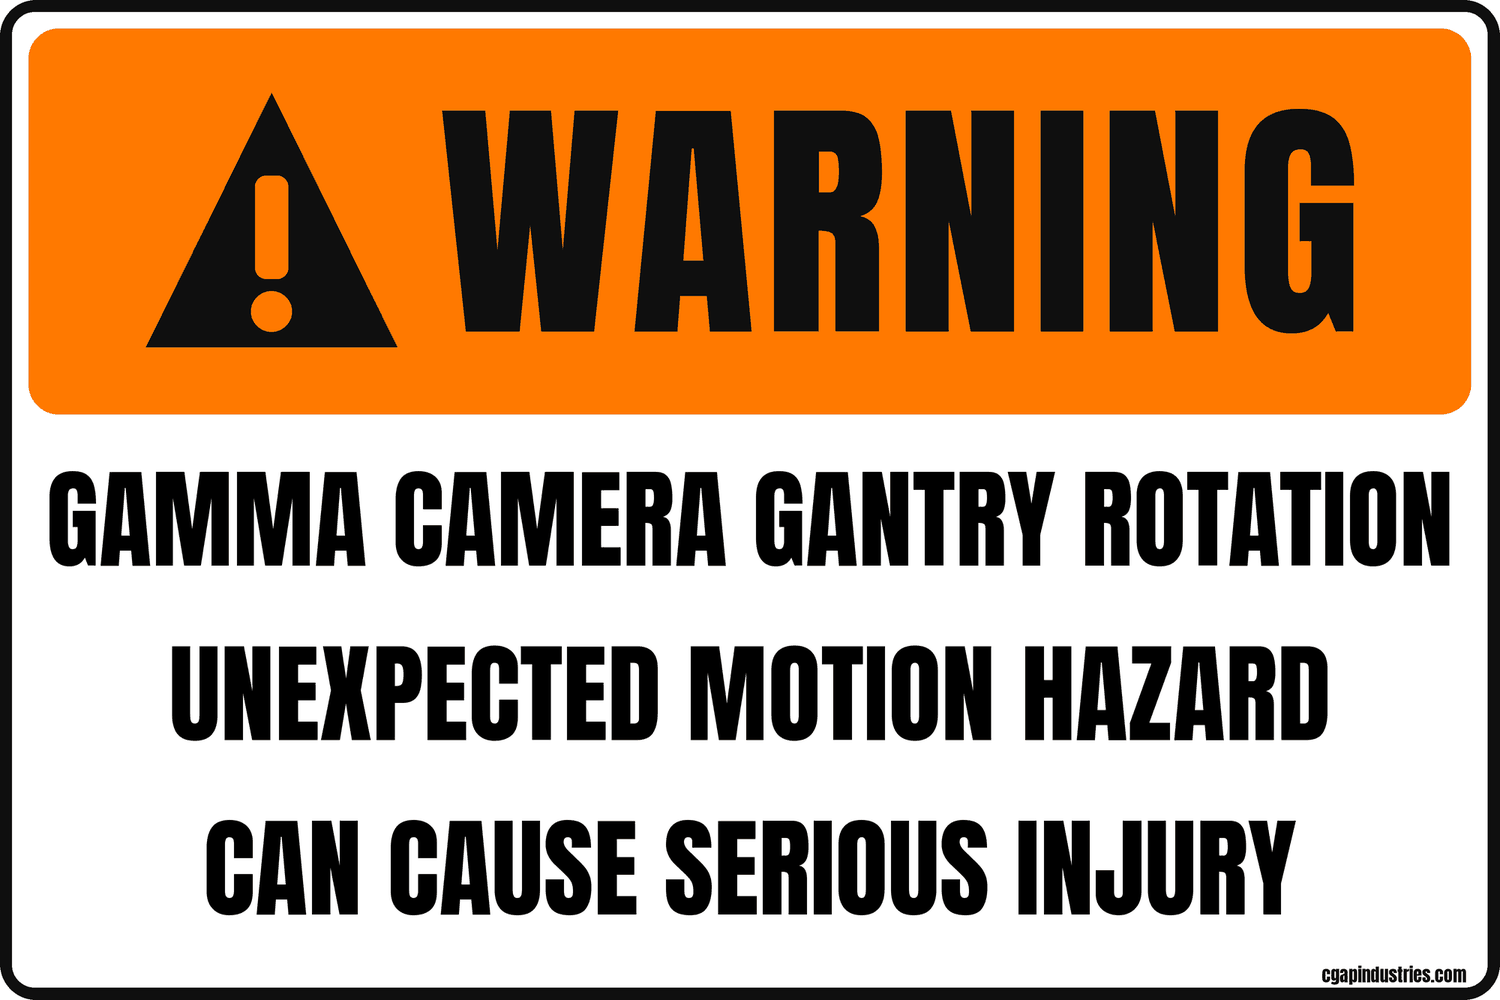 WARNING
GAMMA CAMERA GANTRY ROTATION
UNEXPECTED MOTION HAZARD
CAN CAUSE SERIOUS INJURY
cgapindustries.com